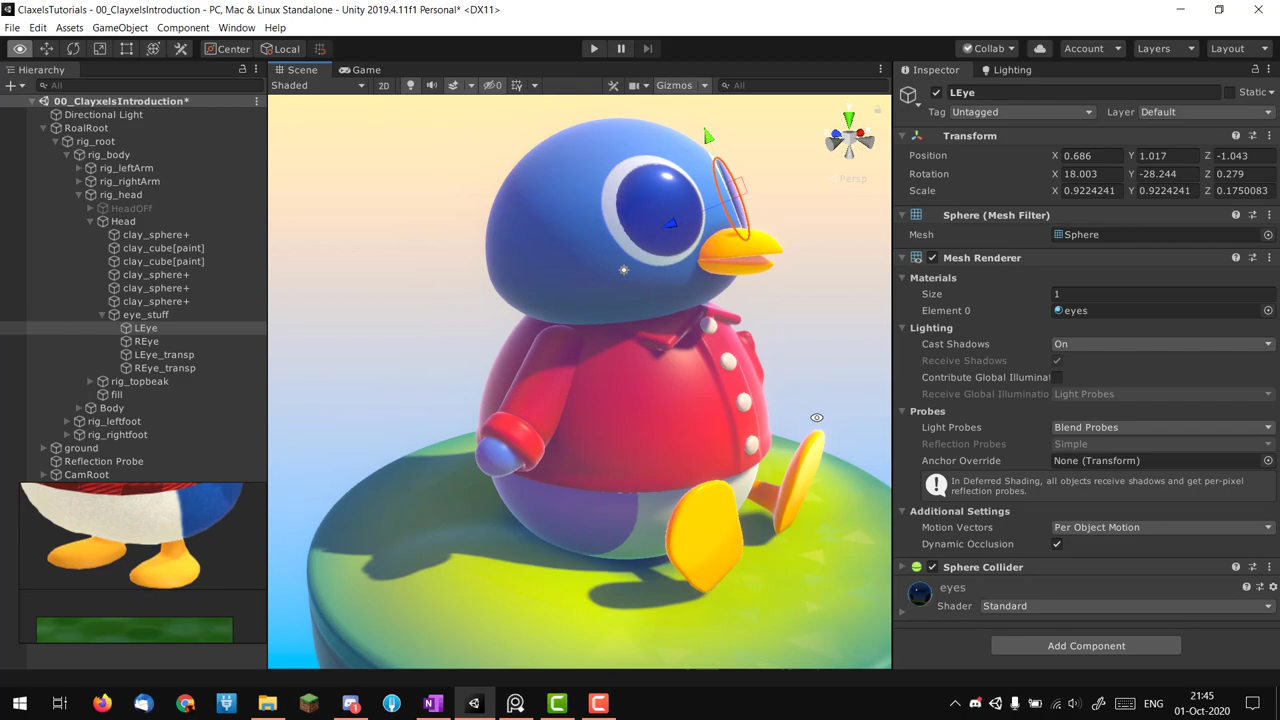 ClaxelsTutorials - 00_ClayxelsIntroduction - PC, Mac & Linux Standalone - Unity 2019.4.11f1 Personal* <DX11>
File Edit Assets GameObject Component Window Help
Center Local Collab Account Layers Layout
Hierarchy Scene Game Inspector Lighting
All Shaded 2D 0 Gizmos All LEye Static
00_ClayxelsIntroduction*
Tag Untagged Layer Default
Directional Light
RoalRoot
rig_root
rig_body
rig_leftArm
rig_rightArm
rig_head
HeadOFf
Head
clay_sphere+
clay_cube[paint]
clay_cube[paint]
clay_sphere+
clay_sphere+
clay_sphere+
eye_stuff
LEye
REye
LEye_transp
REye_transp
rig_topbeak
fill
Body
rig_leftfoot
rig_rightfoot
ground
Reflection Probe
CamRoot
Persp
Transform
Position X 0.686 Y 1.017 Z -1.043
Rotation X 18.003 Y -28.244 Z 0.279
Scale X 0.9224241 Y 0.9224241 Z 0.1750083
Sphere (Mesh Filter)
Mesh Sphere
Mesh Renderer
Materials
Size 1
Element 0 eyes
Lighting
Cast Shadows On
Receive Shadows
Contribute Global Illuminat
Receive Global Illuminatio Light Probes
Probes
Light Probes Blend Probes
Reflection Probes Simple
Anchor Override None (Transform)
In Deferred Shading, all objects receive shadows and get per-pixel
reflection probes.
Additional Settings
Motion Vectors Per Object Motion
Dynamic Occlusion
Sphere Collider
eyes
Shader Standard
Add Component
ENG
21:45
01-Oct-2020